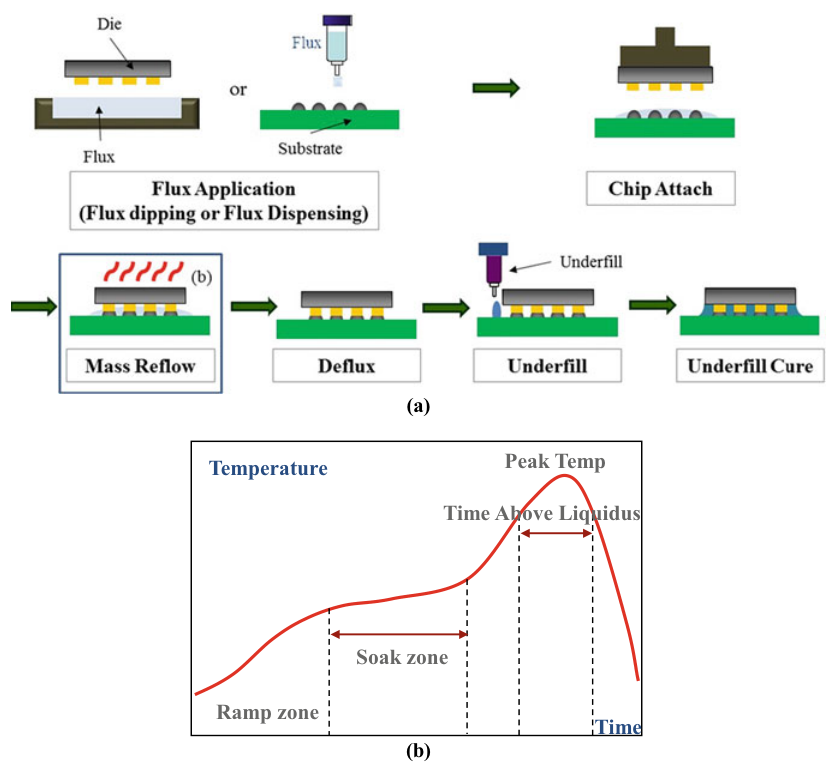 Die
Flux
or
Flux
Substrate
Flux Application
(Flux dipping or Flux Dispensing)
Chip Attach
(b)
Mass Reflow
Deflux
Underfill
Underfill
Underfill Cure
(a)
Temperature
Peak Temp
Time Above Liquidus
Soak zone
Ramp zone
Time
(b)